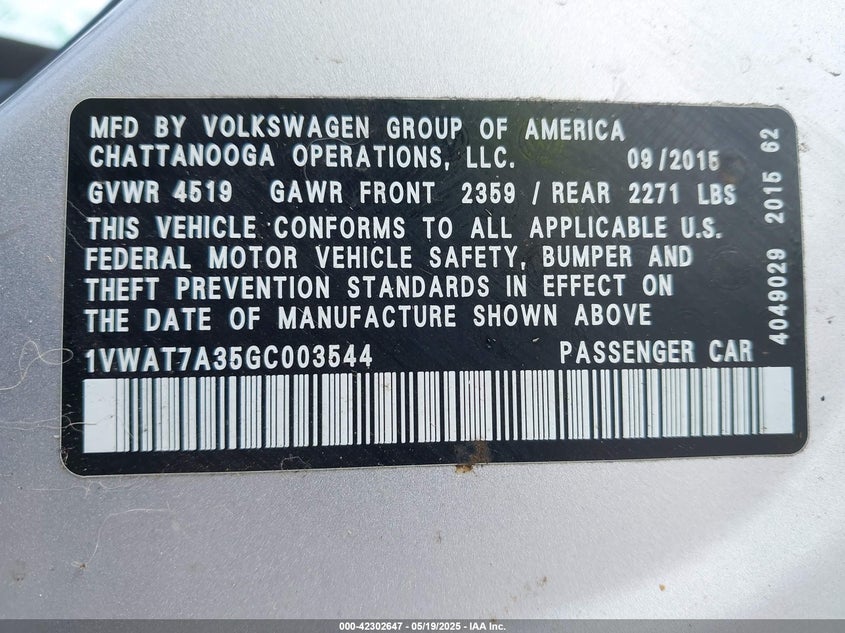 MFD BY VOLKSWAGEN GROUP OF AMERICA
CHATTANOOGA OPERATIONS, LLC. 09/2015
GVWR 4519 GAWR FRONT 2359 / REAR 2271 LBS
THIS VEHICLE CONFORMS TO ALL APPLICABLE U.S.
FEDERAL MOTOR VEHICLE SAFETY, BUMPER AND
THEFT PREVENTION STANDARDS IN EFFECT ON
THE DATE OF MANUFACTURE SHOWN ABOVE
1VWAT7A35GC003544 PASSENGER CAR
4049029 2015 62
000-42302647 - 05/19/2025 - IAA Inc.